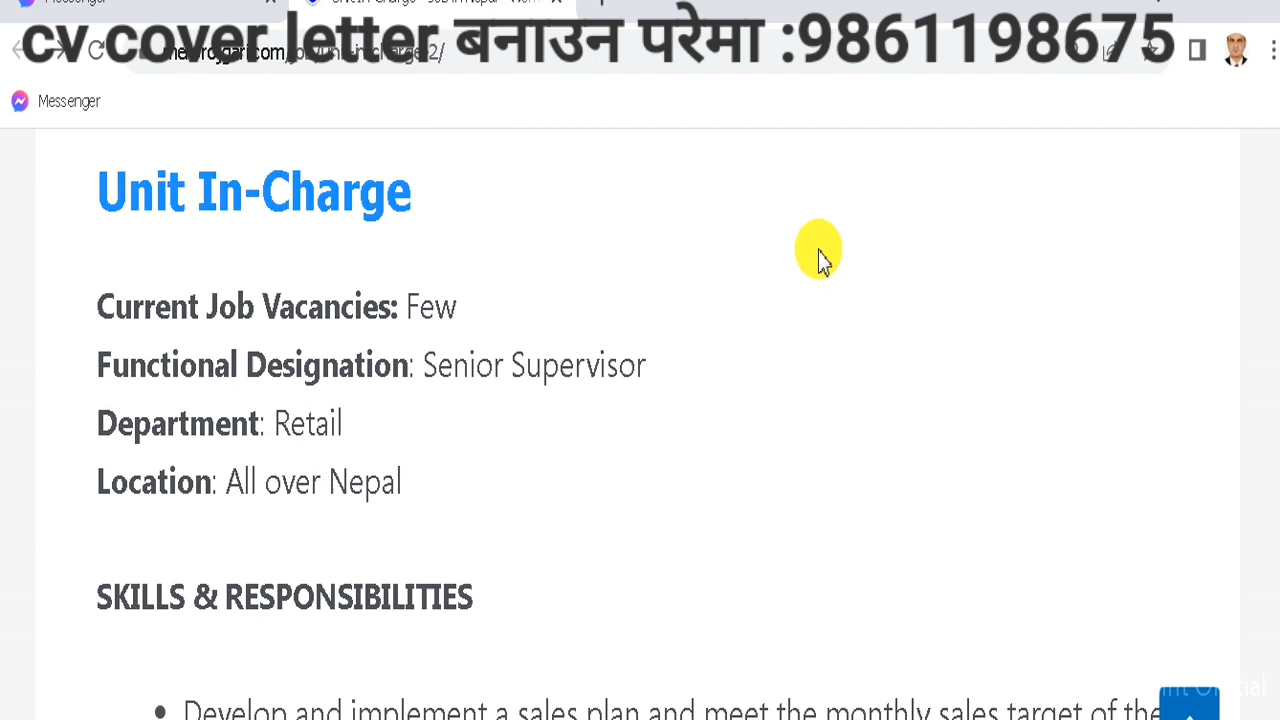 cv cover letter बनाउन परेमा :9861198675
Messenger
Unit In-Charge
Current Job Vacancies: Few
Functional Designation: Senior Supervisor
Department: Retail
Location: All over Nepal
SKILLS & RESPONSIBILITIES
• Develop and implement a sales plan and meet the monthly sales target of the